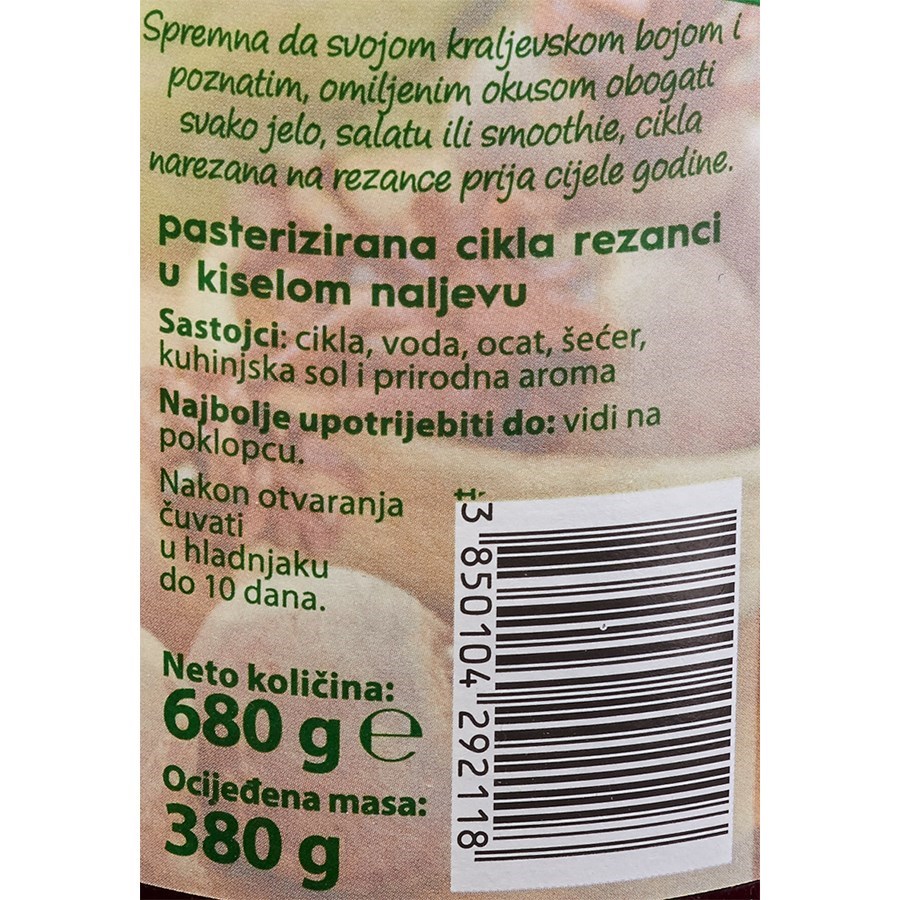 Spremna da svojom kraljevskom bojom i
poznatim, omiljenim okusom obogati
svako jelo, salatu ili smoothie, cikla
narezana na rezance prija cijele godine.
pasterizirana cikla rezanci
u kiselom naljevu
Sastojci: cikla, voda, ocat, šećer,
kuhinjska sol i prirodna aroma
Najbolje upotrijebiti do: vidi na
poklopcu.
Nakon otvaranja
čuvati
u hladnjaku
do 10 dana.
Neto količina:
680 g ℮
Ocijeđena masa:
380 g
3 850104 292118